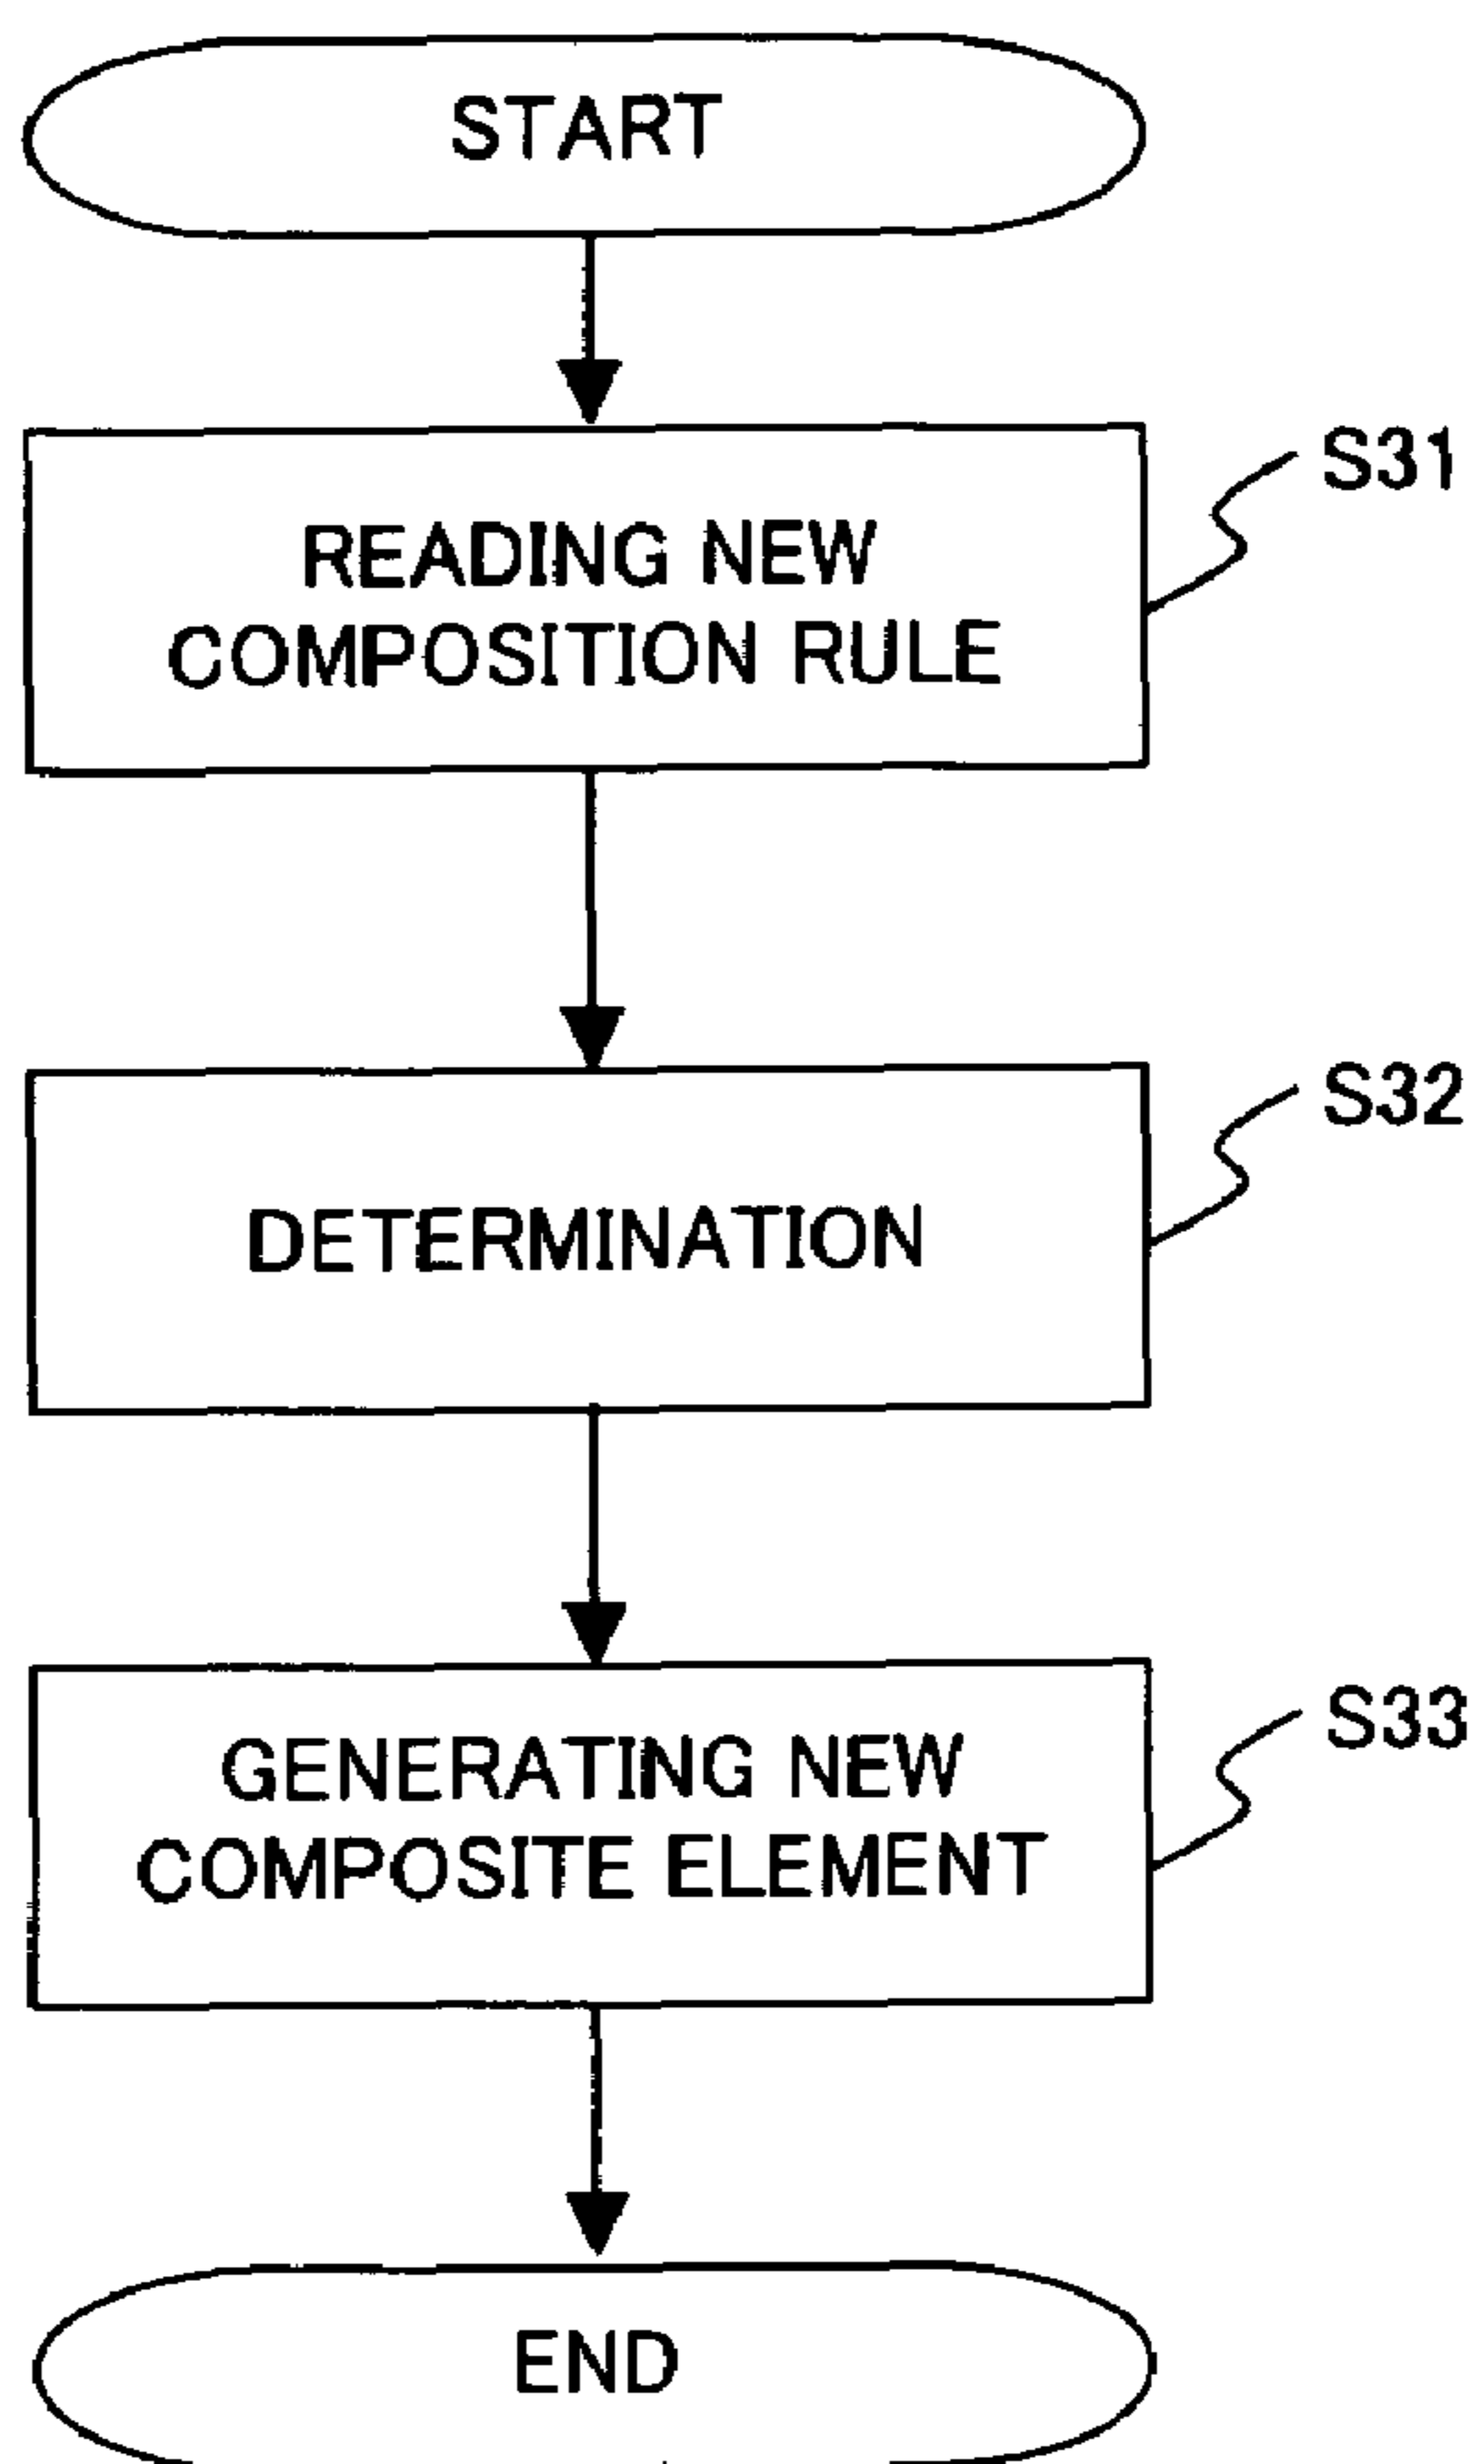 START
S31
READING NEW
COMPOSITION RULE
S32
DETERMINATION
S33
GENERATING NEW
COMPOSITE ELEMENT
END